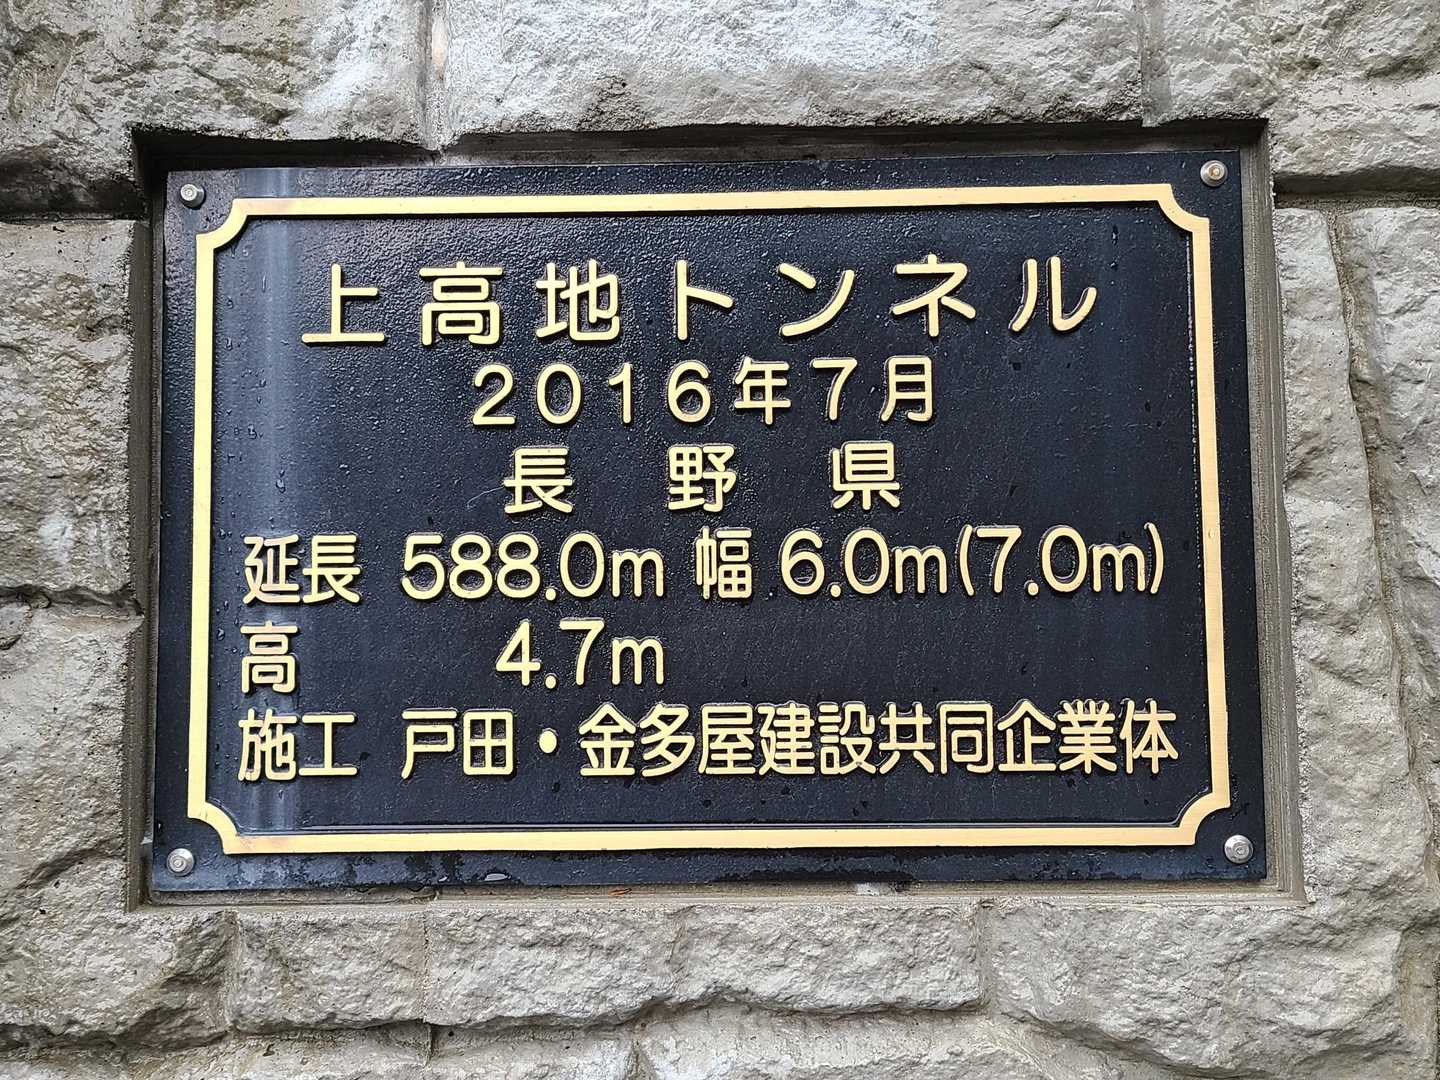 上高地トンネル
2016年7月
長野県
延長 588.0m 幅 6.0m(7.0m)
高 4.7m
施工 戸田・金多屋建設共同企業体